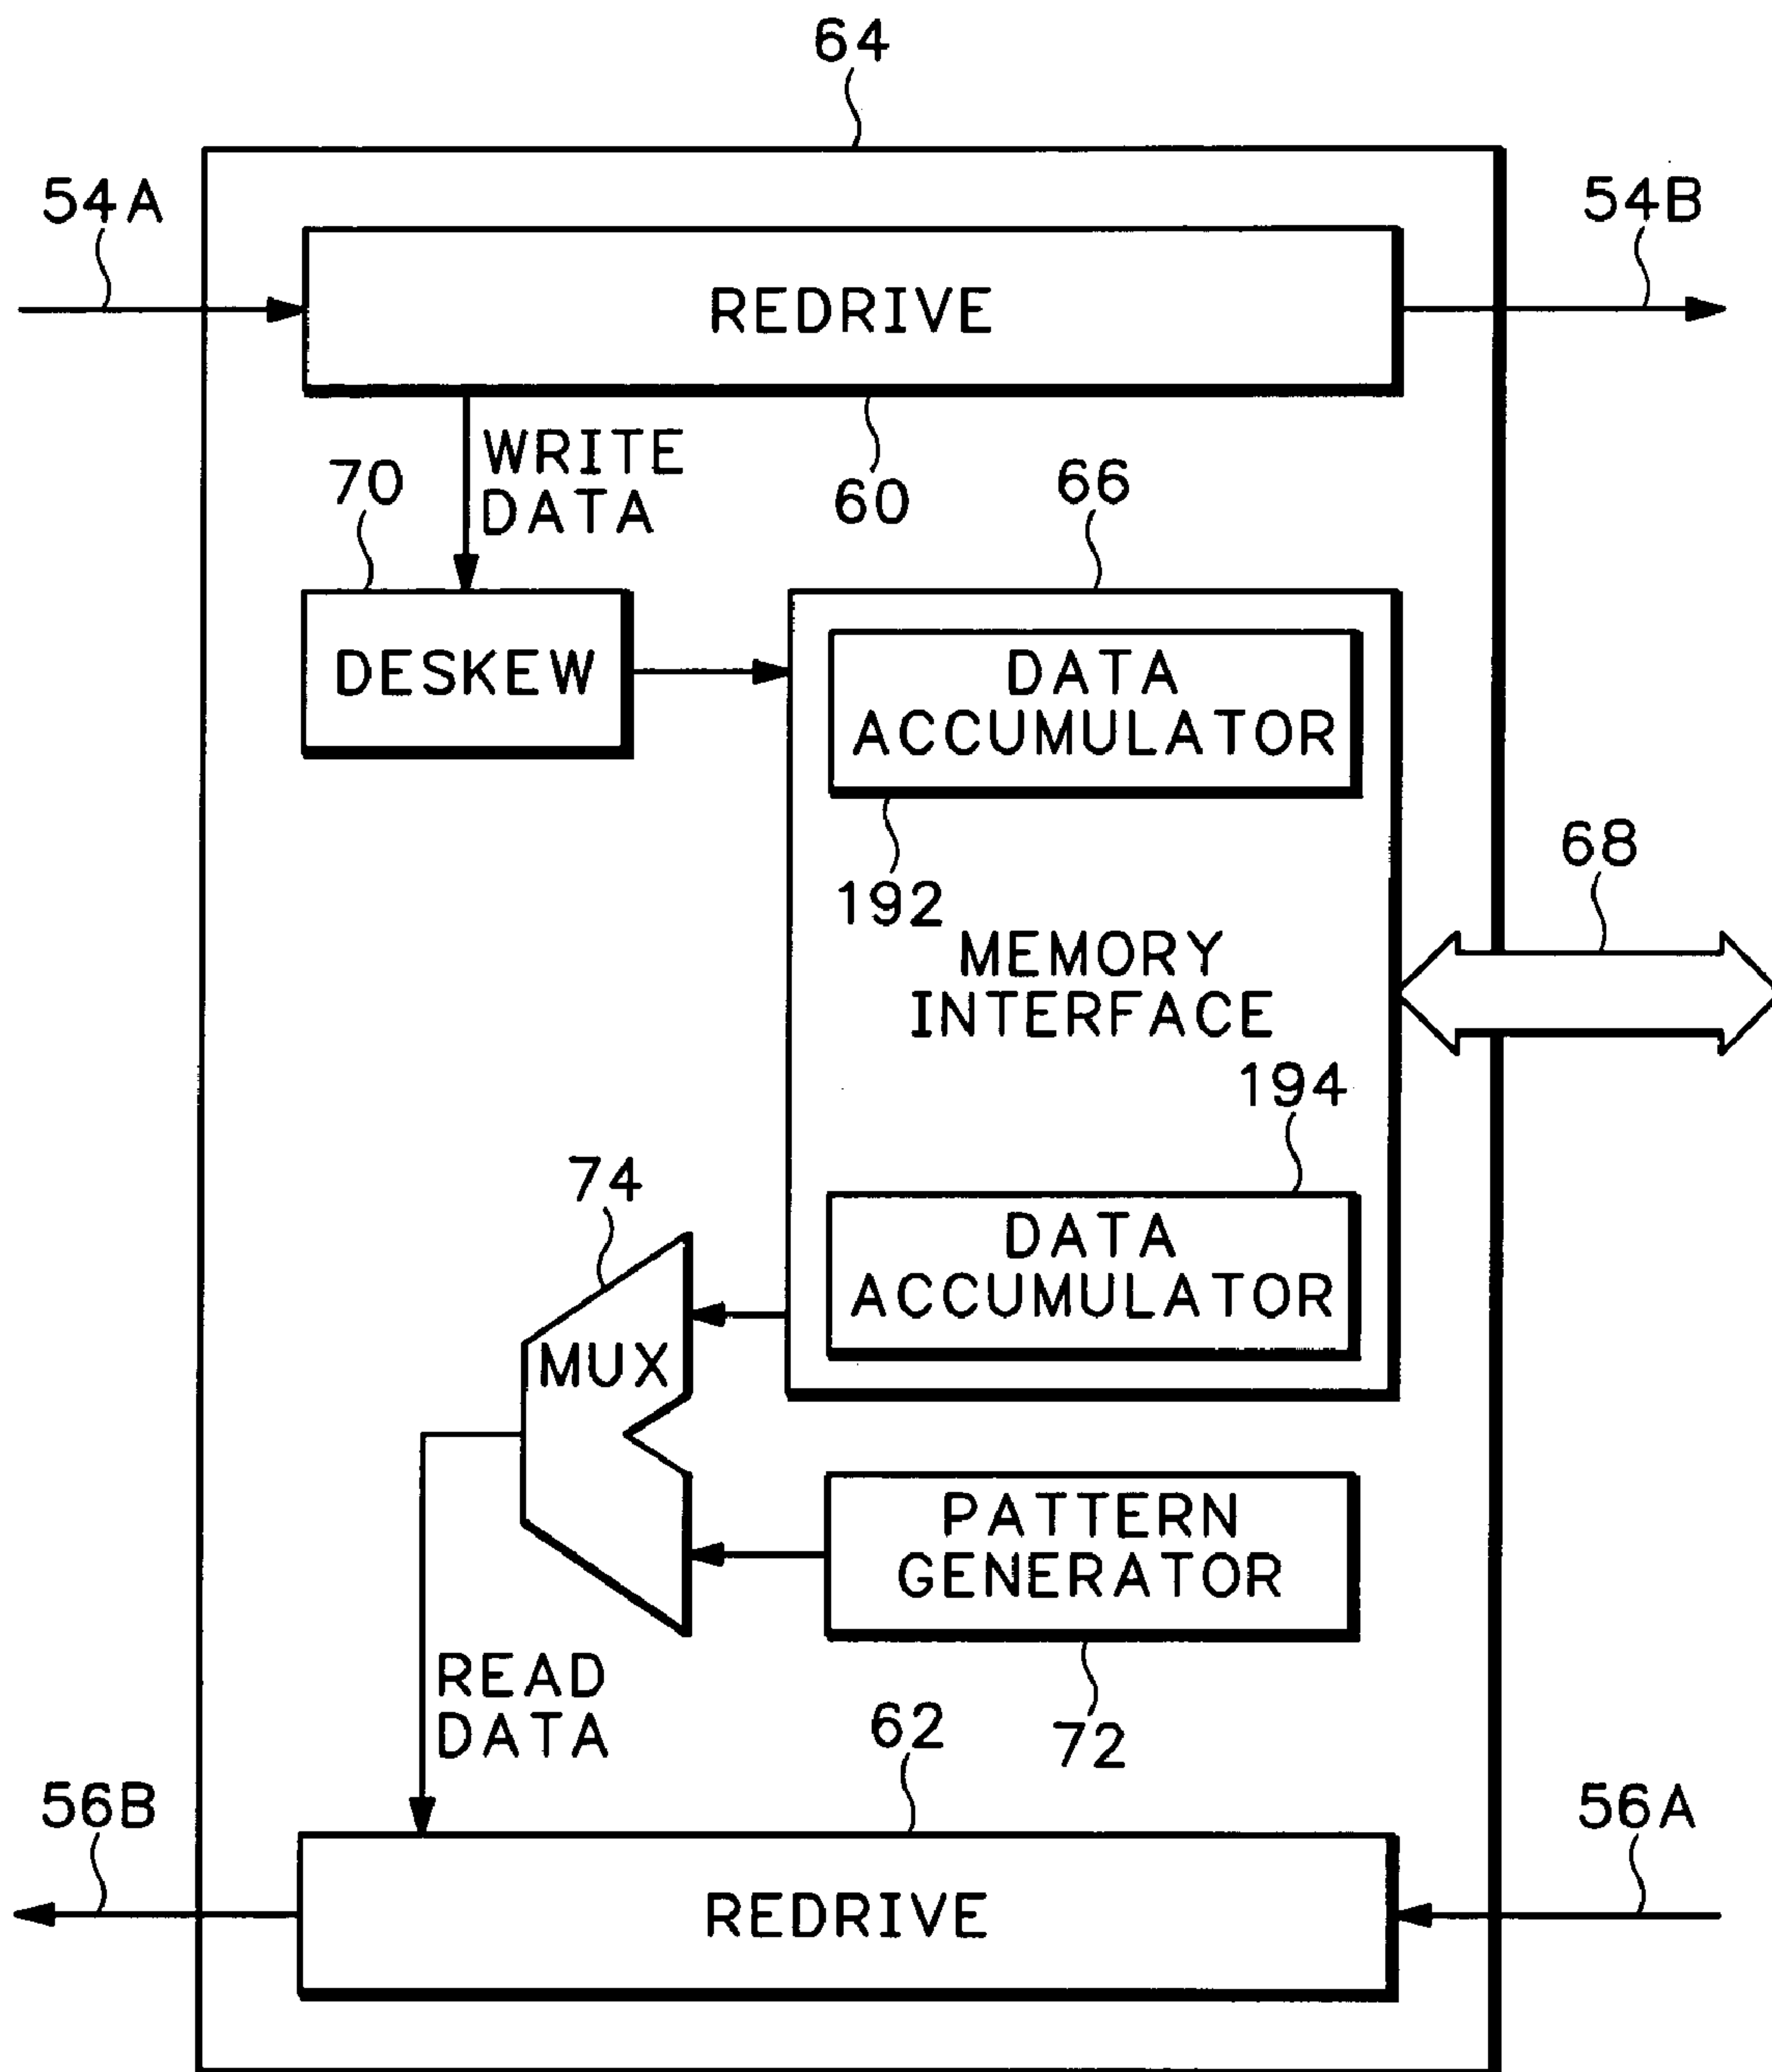 64
54A
54B
REDRIVE
WRITE
DATA
60
70
66
DESKEW
DATA
ACCUMULATOR
192
68
MEMORY
INTERFACE
194
74
DATA
ACCUMULATOR
MUX
PATTERN
GENERATOR
READ
DATA
72
62
56B
56A
REDRIVE